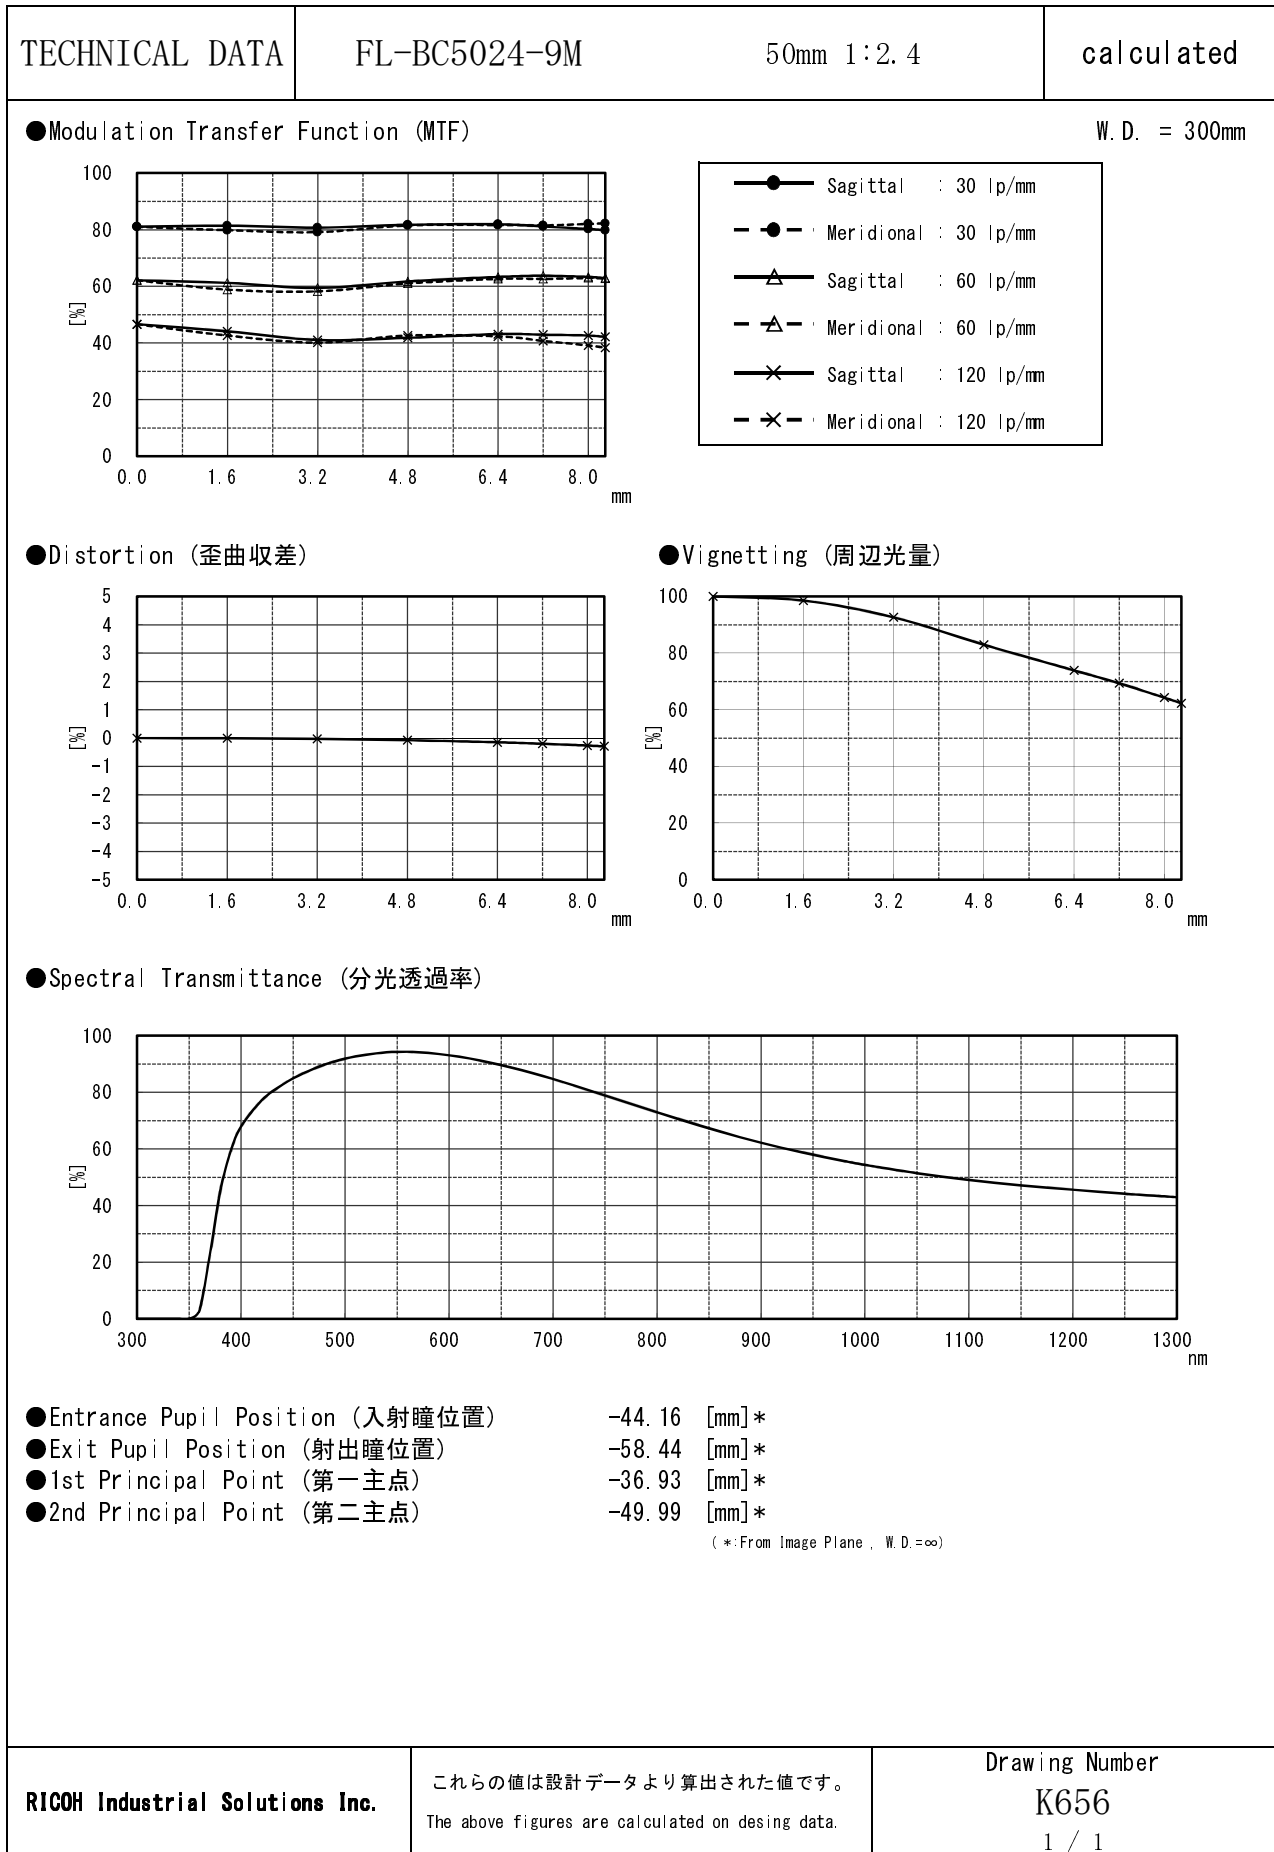 TECHNICAL DATA
FL-BC5024-9M
50mm 1:2.4
calculated
●Modulation Transfer Function (MTF)
W.D. = 300mm
100
80
60
40
20
0
[%]
0.0 1.6 3.2 4.8 6.4 8.0
mm
Sagittal : 30 lp/mm
Meridional : 30 lp/mm
Sagittal : 60 lp/mm
Meridional : 60 lp/mm
Sagittal : 120 lp/mm
Meridional : 120 lp/mm
●Distortion (歪曲収差)
5
4
3
2
1
0
-1
-2
-3
-4
-5
[%]
0.0 1.6 3.2 4.8 6.4 8.0
mm
●Vignetting (周辺光量)
100
80
60
40
20
0
[%]
0.0 1.6 3.2 4.8 6.4 8.0
mm
●Spectral Transmittance (分光透過率)
100
80
60
40
20
0
[%]
300 400 500 600 700 800 900 1000 1100 1200 1300
nm
●Entrance Pupil Position (入射瞳位置) -44.16 [mm]*
●Exit Pupil Position (射出瞳位置) -58.44 [mm]*
●1st Principal Point (第一主点) -36.93 [mm]*
●2nd Principal Point (第二主点) -49.99 [mm]*
( *:From Image Plane , W.D.=∞)
RICOH Industrial Solutions Inc.
これらの値は設計データより算出された値です。
The above figures are calculated on desing data.
Drawing Number
K656
1 / 1